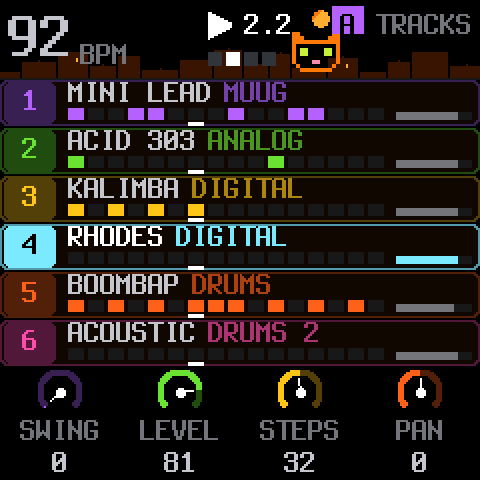 92 BPM 2.2 A TRACKS
1 MINI LEAD MUUG
2 ACID 303 ANALOG
3 KALIMBA DIGITAL
4 RHODES DIGITAL
5 BOOMBAP DRUMS
6 ACOUSTIC DRUMS 2
SWING LEVEL STEPS PAN
0 81 32 0